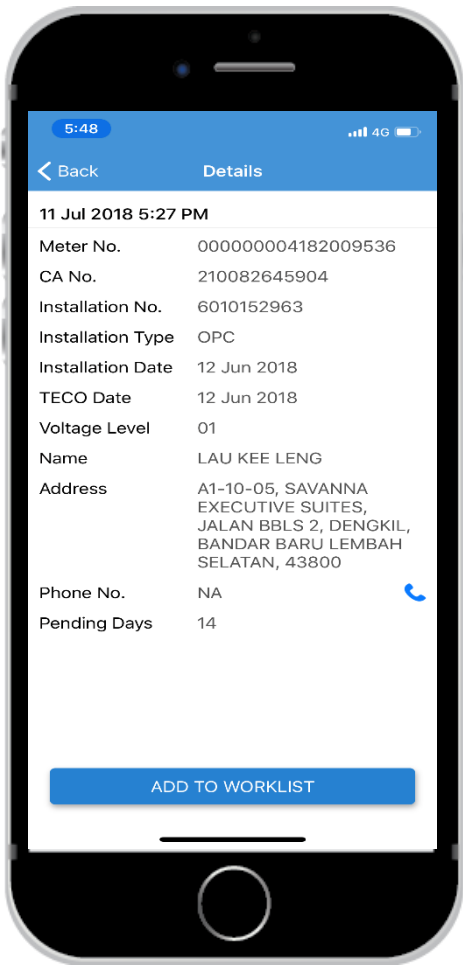 5:48
4G
Back Details
11 Jul 2018 5:27 PM
Meter No. 000000004182009536
CA No. 210082645904
Installation No. 6010152963
Installation Type OPC
Installation Date 12 Jun 2018
TECO Date 12 Jun 2018
Voltage Level 01
Name LAU KEE LENG
Address A1-10-05, SAVANNA
EXECUTIVE SUITES,
JALAN BBLS 2, DENGKIL,
BANDAR BARU LEMBAH
SELATAN, 43800
Phone No. NA
Pending Days 14
ADD TO WORKLIST